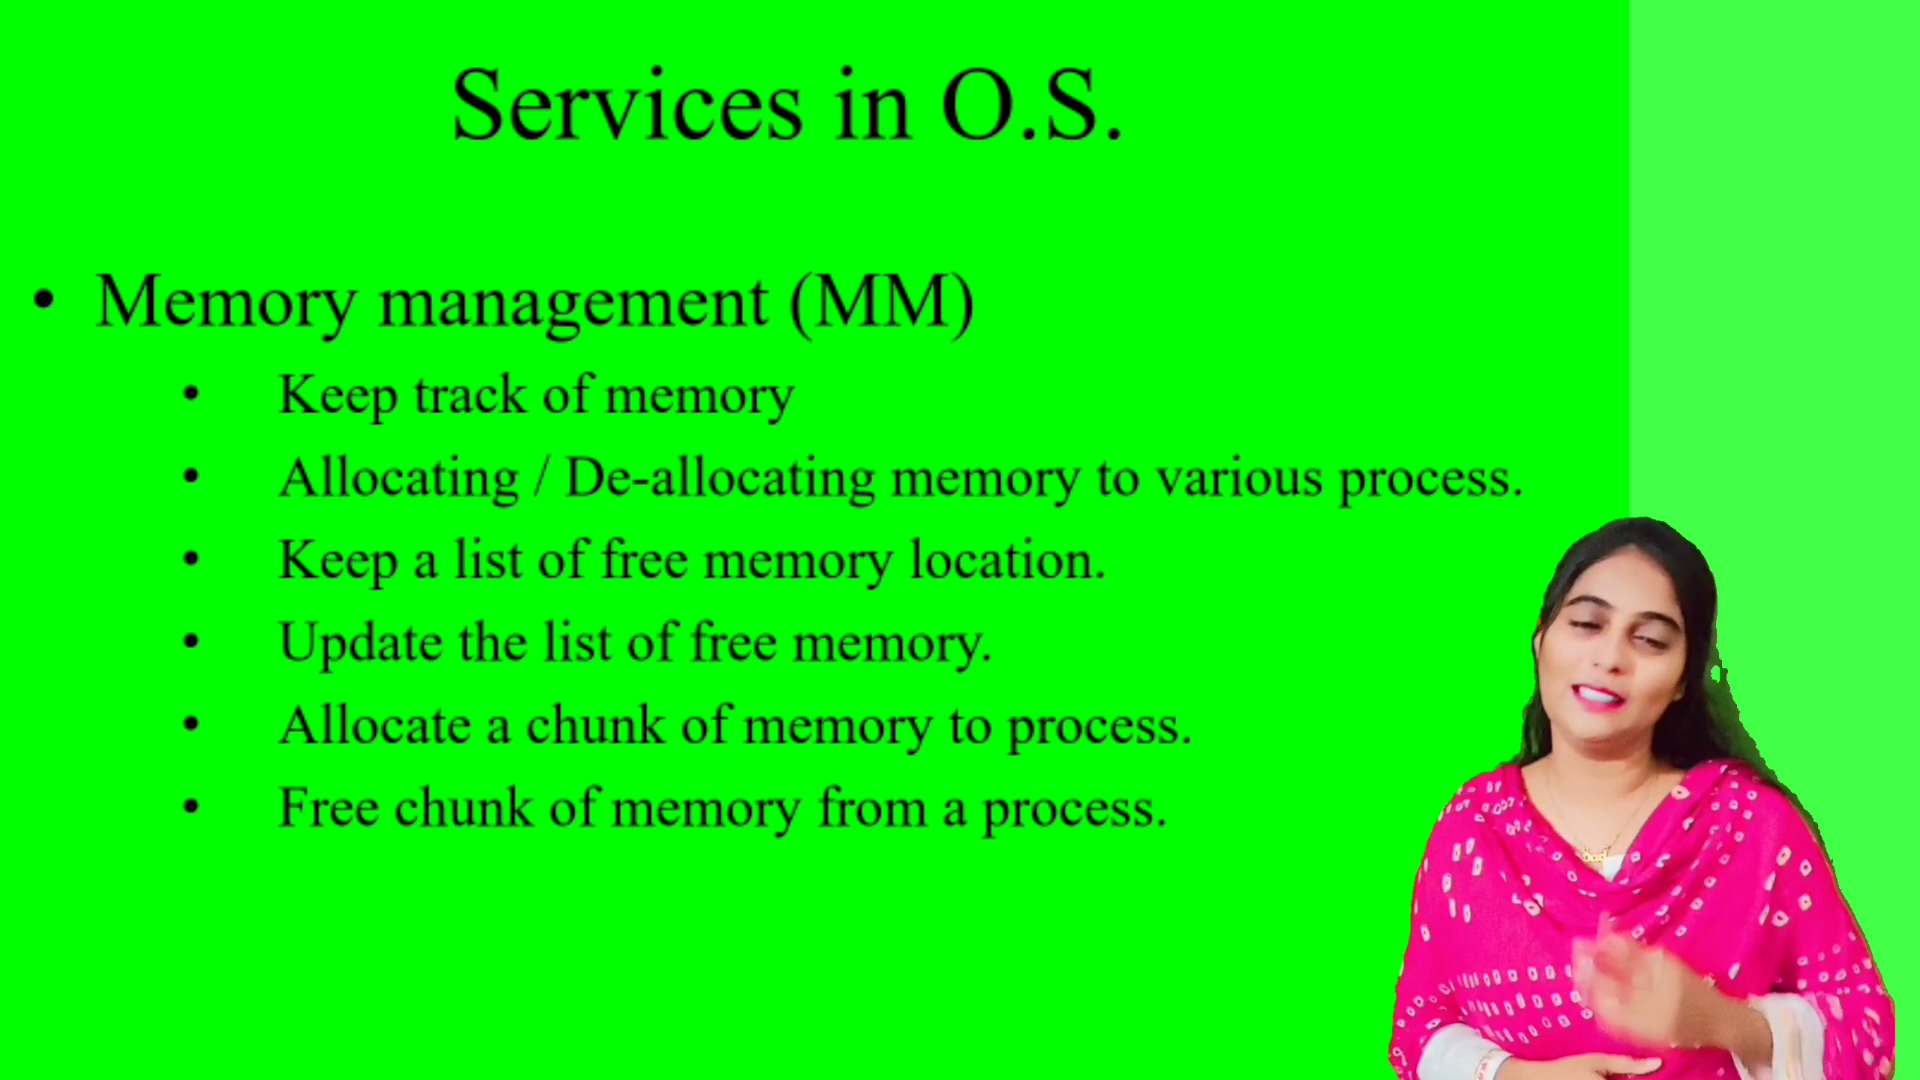 Services in O.S.
• Memory management (MM)
• Keep track of memory
• Allocating / De-allocating memory to various process.
• Keep a list of free memory location.
• Update the list of free memory.
• Allocate a chunk of memory to process.
• Free chunk of memory from a process.